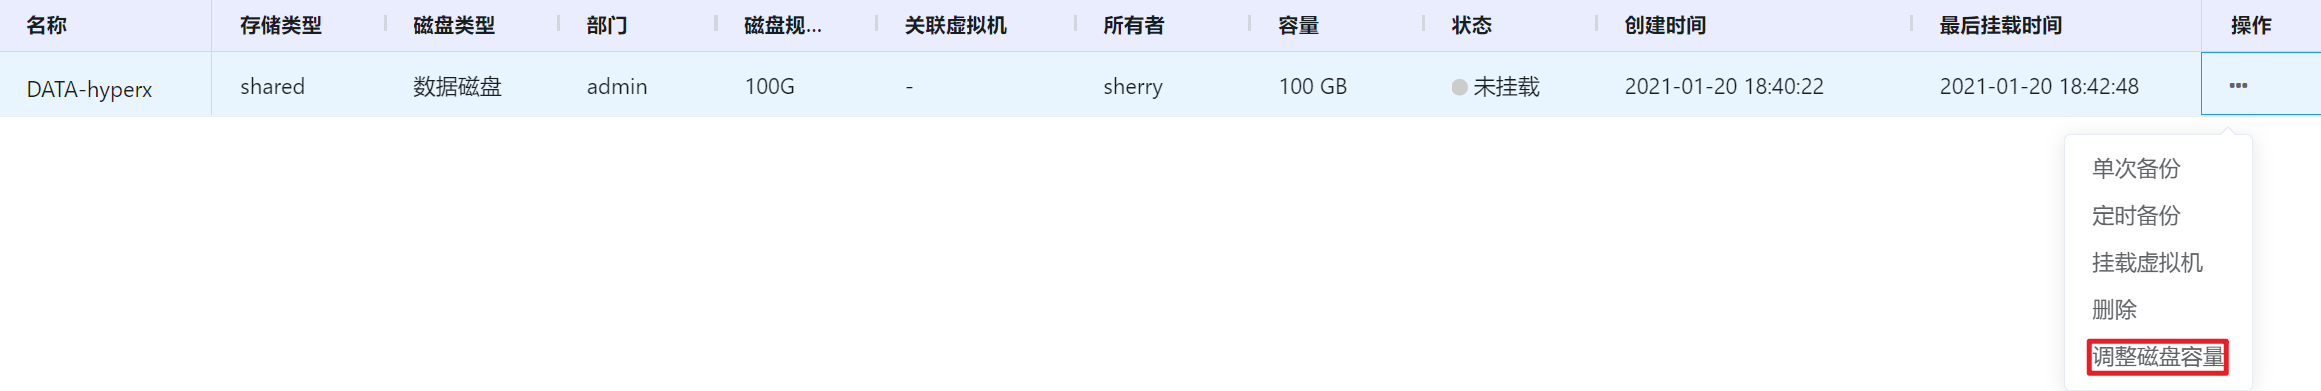 名称 存储类型 磁盘类型 部门 磁盘规... 关联虚拟机 所有者 容量 状态 创建时间 最后挂载时间 操作
DATA-hyperx shared 数据磁盘 admin 100G - sherry 100 GB 未挂载 2021-01-20 18:40:22 2021-01-20 18:42:48 •••
单次备份
定时备份
挂载虚拟机
删除
调整磁盘容量